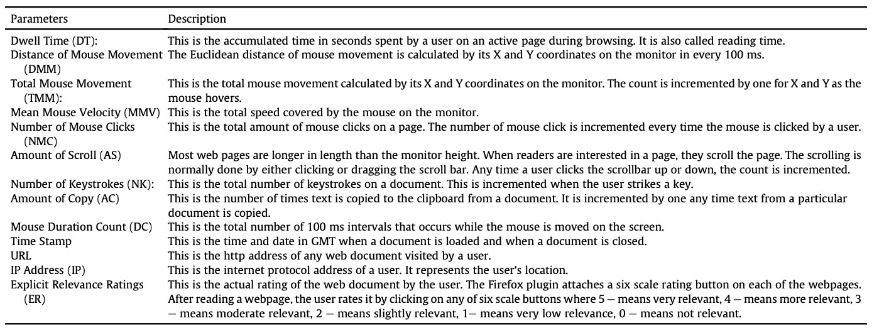 Parameters Description
Dwell Time (DT): This is the accumulated time in seconds spent by a user on an active page during browsing. It is also called reading time.
Distance of Mouse Movement The Euclidean distance of mouse movement is calculated by its X and Y coordinates on the monitor in every 100 ms.
(DMM)
Total Mouse Movement This is the total mouse movement calculated by its X and Y coordinates on the monitor. The count is incremented by one for X and Y as the
(TMM): mouse hovers.
Mean Mouse Velocity (MMV) This is the total speed covered by the mouse on the monitor.
Number of Mouse Clicks This is the total amount of mouse clicks on a page. The number of mouse click is incremented every time the mouse is clicked by a user.
(NMC)
Amount of Scroll (AS) Most web pages are longer in length than the monitor height. When readers are interested in a page, they scroll the page. The scrolling is
normally done by either clicking or dragging the scroll bar. Any time a user clicks the scrollbar up or down, the count is incremented.
Number of Keystrokes (NK): This is the total number of keystrokes on a document. This is incremented when the user strikes a key.
Amount of Copy (AC) This is the number of times text is copied to the clipboard from a document. It is incremented by one any time text from a particular
document is copied.
Mouse Duration Count (DC) This is the total number of 100 ms intervals that occurs while the mouse is moved on the screen.
Time Stamp This is the time and date in GMT when a document is loaded and when a document is closed.
URL This is the http address of any web document visited by a user.
IP Address (IP) This is the internet protocol address of a user. It represents the user's location.
Explicit Relevance Ratings This is the actual rating of the web document by the user. The Firefox plugin attaches a six scale rating button on each of the webpages.
(ER) After reading a webpage, the user rates it by clicking on any of six scale buttons where 5 – means very relevant, 4 – means more relevant, 3
– means moderate relevant, 2 – means slightly relevant, 1– means very low relevance, 0 – means not relevant.